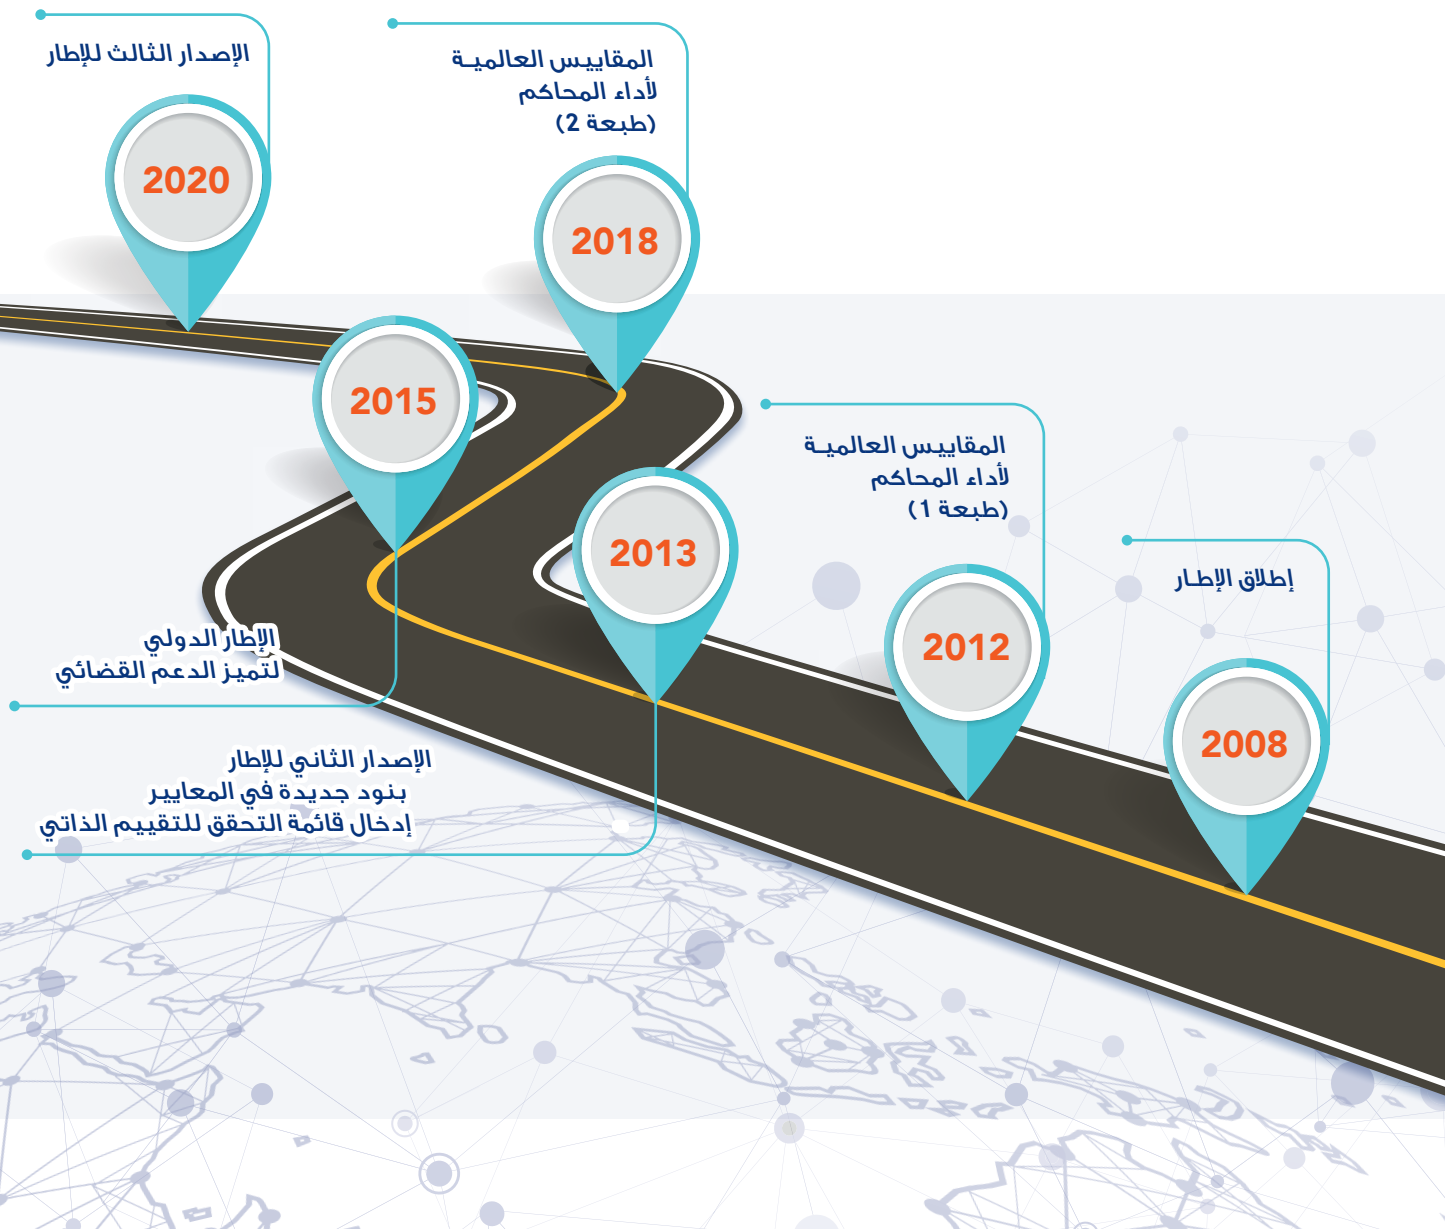 الإصدار الثالث للإطار
2020
المقاييس العالميـة
لأداء المحاكم
(طبعة 2)
2018
2015
الإطار الدولي
لتميز الدعم القضائي
المقاييس العالميـة
لأداء المحاكم
(طبعة 1)
2012
2013
الإصدار الثاني للإطار
بنود جديدة في المعايير
إدخال قائمة التحقق للتقييم الذاتي
إطلاق الإطـار
2008